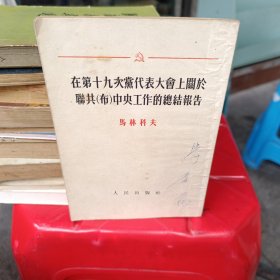 在第十九次黨代表大會上關於
聯共(布)中央工作的總結報告
馬林科夫
人民出版社